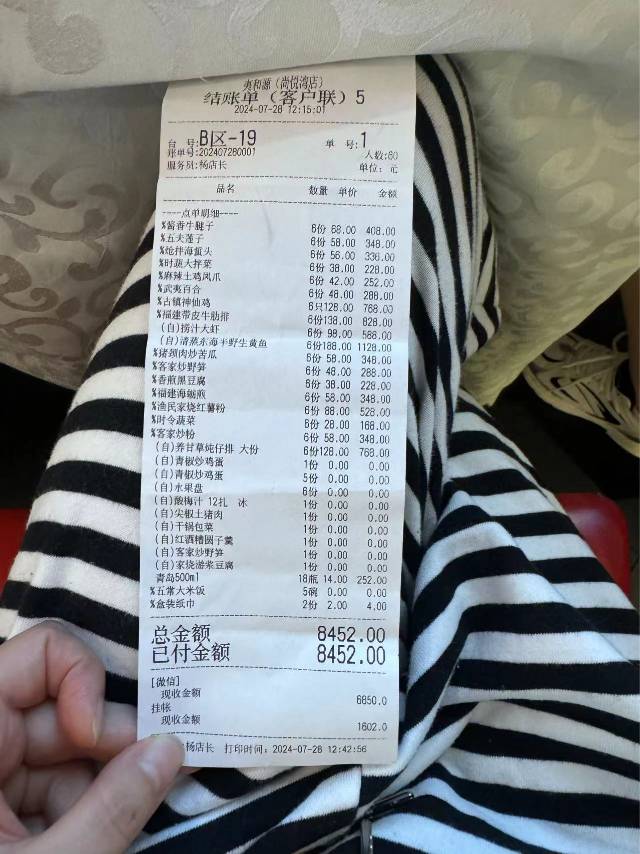 夷和源（尚悦湾店）
结账单（客户联）5
2024-07-28 12:15:01
台 号:B区-19 单 号:1
账单号:202407280001 人数:60
服务员:杨店长 单位: 元
品名 数量 单价 金额
----点单明细----
%酱香牛腱子 6份 68.00 408.00
%五夫莲子 6份 58.00 348.00
%炝拌海蜇头 6份 56.00 336.00
%时蔬大拌菜 6份 38.00 228.00
%麻辣土鸡凤爪 6份 42.00 252.00
%武夷百合 6份 48.00 288.00
%古镇神仙鸡 6只128.00 768.00
%福建带皮牛肋排 6份138.00 828.00
(自)捞汁大虾 6份 98.00 588.00
(自)清蒸东海半野生黄鱼 6份188.00 1128.00
%猪颈肉炒苦瓜 6份 58.00 348.00
%客家炒野笋 6份 48.00 288.00
%香煎黑豆腐 6份 38.00 228.00
%福建海蛎煎 6份 58.00 348.00
%渔民家烧红薯粉 6份 88.00 528.00
%时令蔬菜 6份 28.00 168.00
%客家炒粉 6份 58.00 348.00
(自)养甘草炖仔排 大份 6份128.00 768.00
(自)青椒炒鸡蛋 1份 0.00 0.00
(自)青椒炒鸡蛋 5份 0.00 0.00
(自)水果盘 6份 0.00 0.00
(自)酸梅汁 12扎 冰 1份 0.00 0.00
(自)尖椒土猪肉 1份 0.00 0.00
(自)干锅包菜 1份 0.00 0.00
(自)红酒糟圆子羹 1份 0.00 0.00
(自)客家炒野笋 1份 0.00 0.00
(自)家烧游浆豆腐 1份 0.00 0.00
青岛500ml 18瓶 14.00 252.00
%五常大米饭 5碗 0.00 0.00
%盒装纸巾 2份 2.00 4.00
总金额 8452.00
已付金额 8452.00
[微信]
现收金额 6850.0
挂帐
现收金额 1602.0
杨店长 打印时间: 2024-07-28 12:42:56